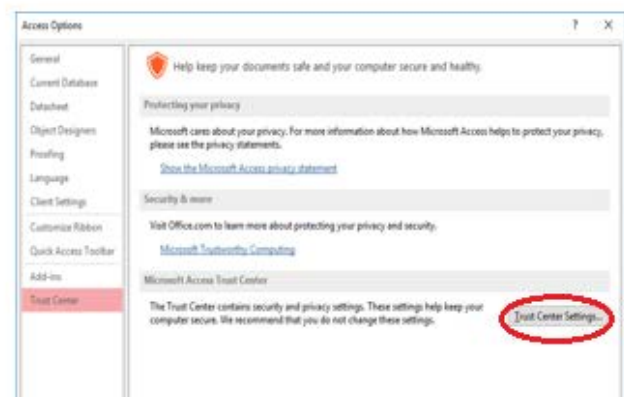 Access Options
?
X
General
Current Database
Datasheet
Object Designers
Proofing
Language
Client Settings
Customize Ribbon
Quick Access Toolbar
Add-ins
Trust Center
Help keep your documents safe and your computer secure and healthy.
Protecting your privacy
Microsoft cares about your privacy. For more information about how Microsoft Access helps to protect your privacy,
please see the privacy statements.
Show the Microsoft Access privacy statement
Security & more
Visit Office.com to learn more about protecting your privacy and security.
Microsoft Trustworthy Computing
Microsoft Access Trust Center
The Trust Center contains security and privacy settings. These settings help keep your
computer secure. We recommend that you do not change these settings.
Trust Center Settings...